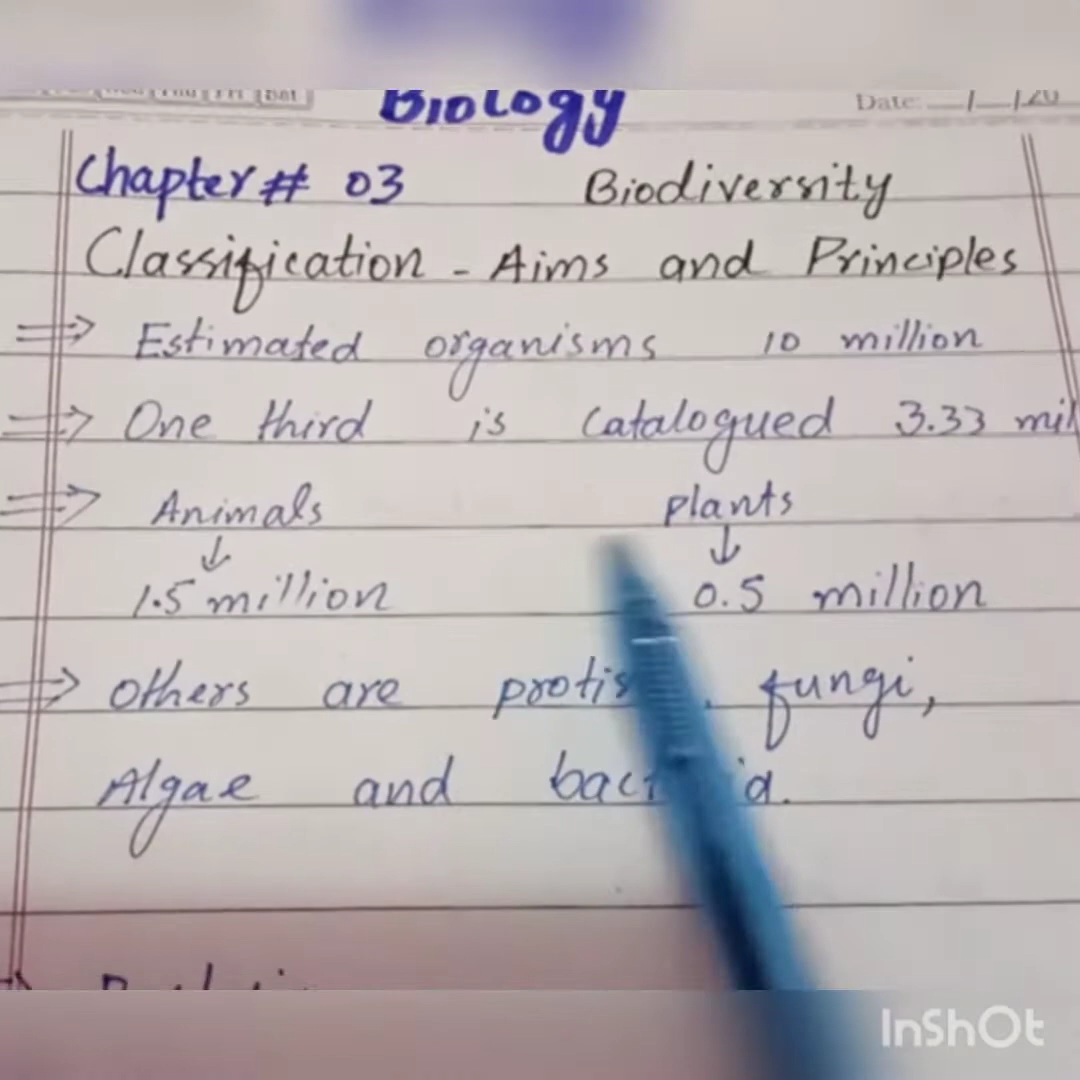 Biology
Date: / /20
Chapter # 03 Biodiversity
Classification - Aims and Principles
⇒ Estimated organisms 10 million
⇒ One third is Catalogued 3.33 mil
⇒ Animals plants
↓ ↓
1.5 million 0.5 million
⇒ others are fungi,
Algae and
InShOt